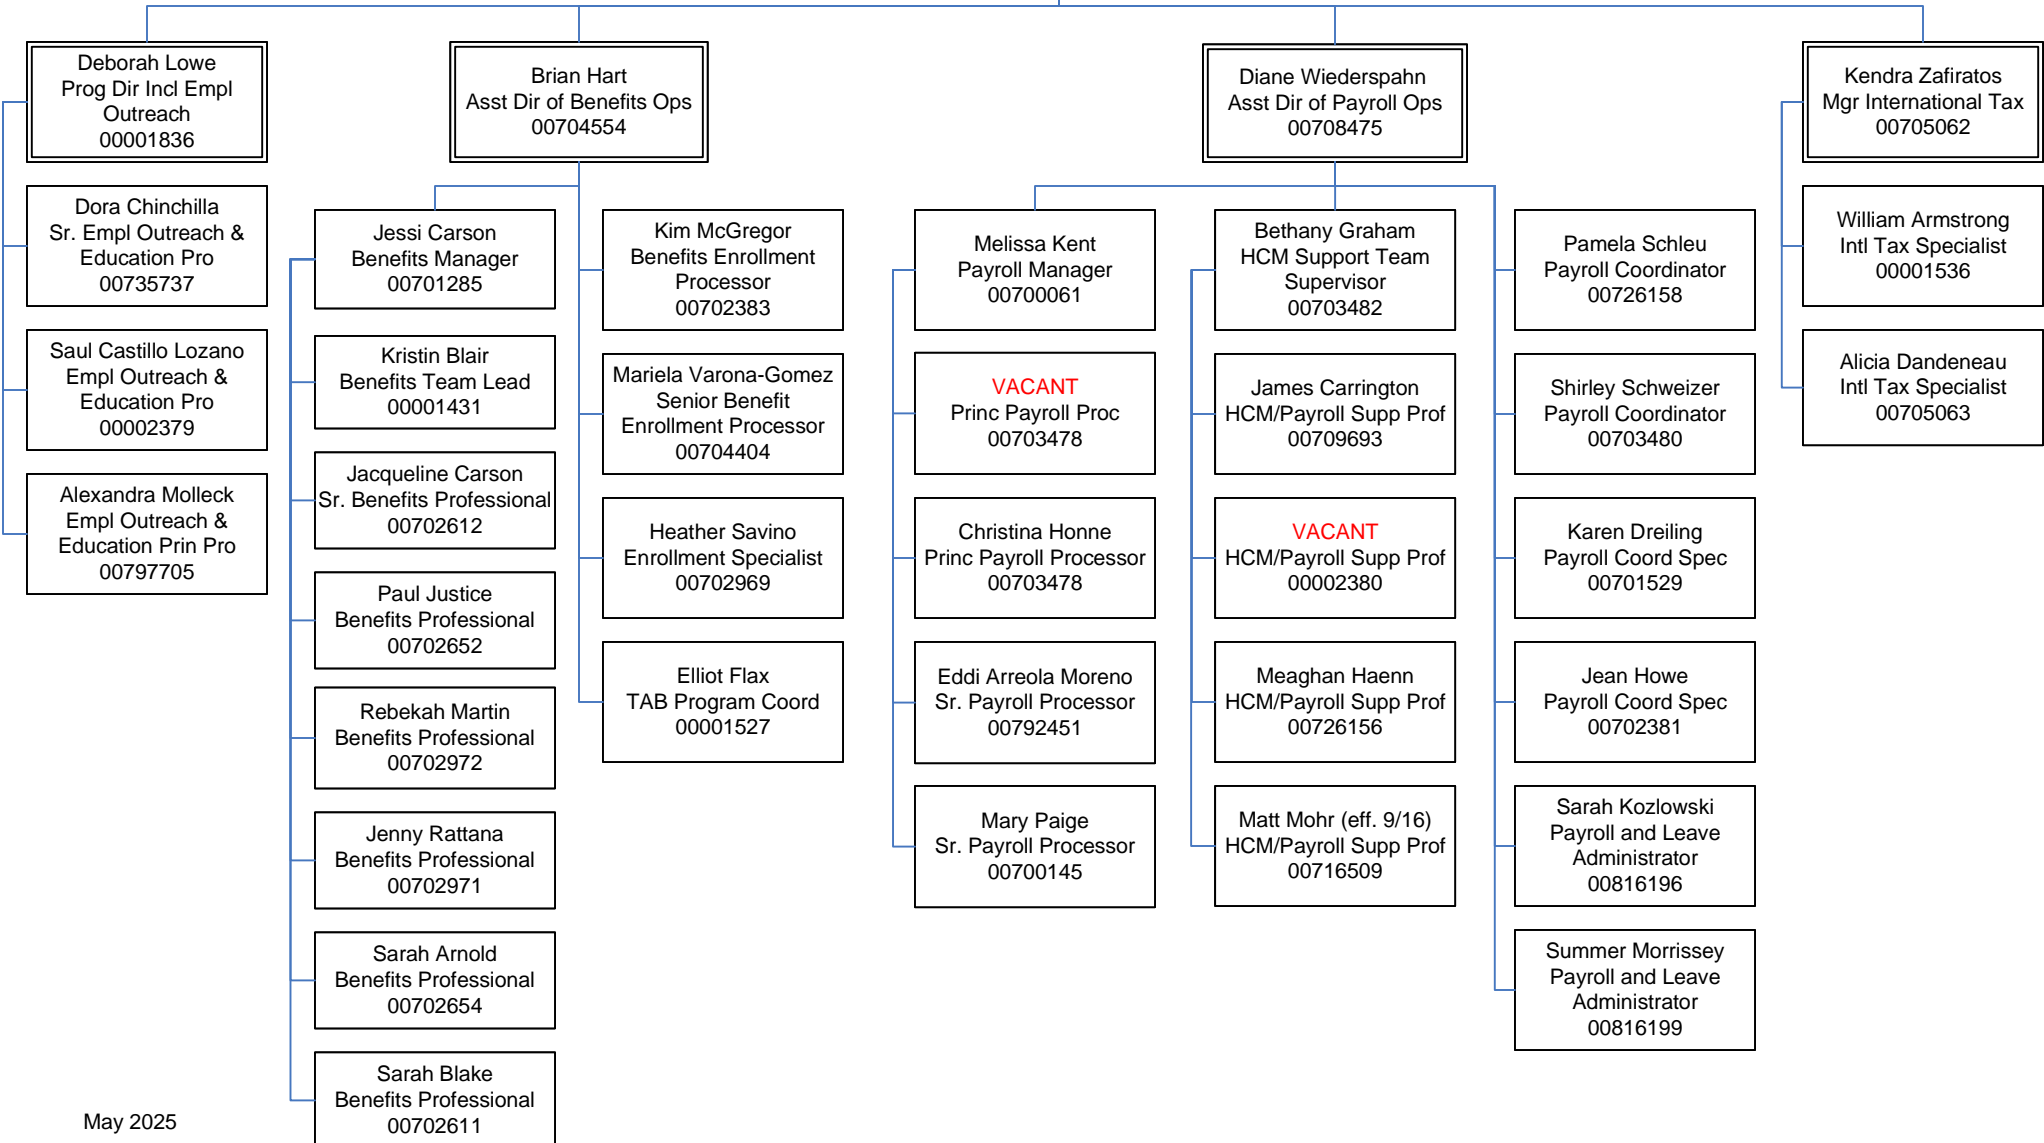 Deborah Lowe
Prog Dir Incl Empl
Outreach
00001836
Dora Chinchilla
Sr. Empl Outreach &
Education Pro
00735737
Saul Castillo Lozano
Empl Outreach &
Education Pro
00002379
Alexandra Molleck
Empl Outreach &
Education Prin Pro
00797705
Brian Hart
Asst Dir of Benefits Ops
00704554
Jessi Carson
Benefits Manager
00701285
Kristin Blair
Benefits Team Lead
00001431
Jacqueline Carson
Sr. Benefits Professional
00702612
Paul Justice
Benefits Professional
00702652
Rebekah Martin
Benefits Professional
00702972
Jenny Rattana
Benefits Professional
00702971
Sarah Arnold
Benefits Professional
00702654
Sarah Blake
Benefits Professional
00702611
Kim McGregor
Benefits Enrollment
Processor
00702383
Mariela Varona-Gomez
Senior Benefit
Enrollment Processor
00704404
Heather Savino
Enrollment Specialist
00702969
Elliot Flax
TAB Program Coord
00001527
Diane Wiederspahn
Asst Dir of Payroll Ops
00708475
Melissa Kent
Payroll Manager
00700061
VACANT
Princ Payroll Proc
00703478
Christina Honne
Princ Payroll Processor
00703478
Eddi Arreola Moreno
Sr. Payroll Processor
00792451
Mary Paige
Sr. Payroll Processor
00700145
Bethany Graham
HCM Support Team
Supervisor
00703482
James Carrington
HCM/Payroll Supp Prof
00709693
VACANT
HCM/Payroll Supp Prof
00002380
Meaghan Haenn
HCM/Payroll Supp Prof
00726156
Matt Mohr (eff. 9/16)
HCM/Payroll Supp Prof
00716509
Pamela Schleu
Payroll Coordinator
00726158
Shirley Schweizer
Payroll Coordinator
00703480
Karen Dreiling
Payroll Coord Spec
00701529
Jean Howe
Payroll Coord Spec
00702381
Sarah Kozlowski
Payroll and Leave
Administrator
00816196
Summer Morrissey
Payroll and Leave
Administrator
00816199
Kendra Zafiratos
Mgr International Tax
00705062
William Armstrong
Intl Tax Specialist
00001536
Alicia Dandeneau
Intl Tax Specialist
00705063
May 2025